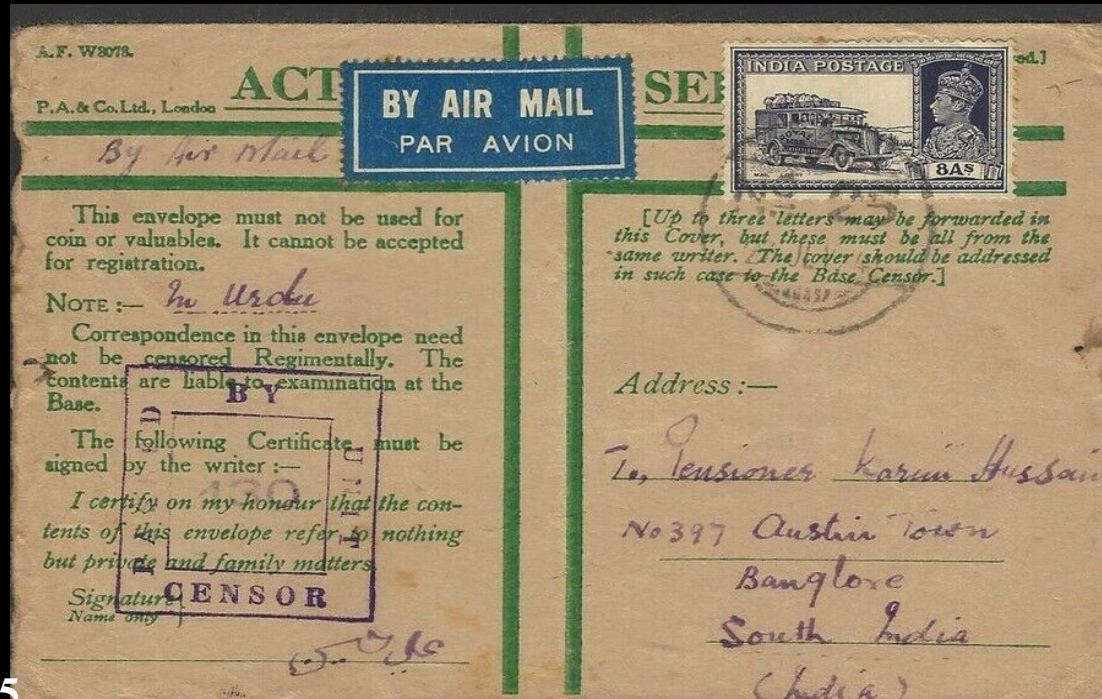 A.F. W3078.
P.A. & Co. Ltd., London
ACT
SE
ed.]
BY AIR MAIL
PAR AVION
INDIA POSTAGE
ROYAL
MAIL LORRY
8As
By Air Mail
This envelope must not be used for
coin or valuables. It cannot be accepted
for registration.
NOTE :— In Urdu
Correspondence in this envelope need
not be censored Regimentally. The
contents are liable to examination at the
Base.
The following Certificate must be
signed by the writer :—
I certify on my honour that the con-
tents of this envelope refer to nothing
but private and family matters.
Signature
Name only
BY
UNIT
CENSOR
[Up to three letters may be forwarded in
this Cover, but these must be all from the
same writer. The cover should be addressed
in such case to the Base Censor.]
Address :—
To, Pensioner Karim Hussain
No 397 Austin Town
Banglore
South India
(India)
5